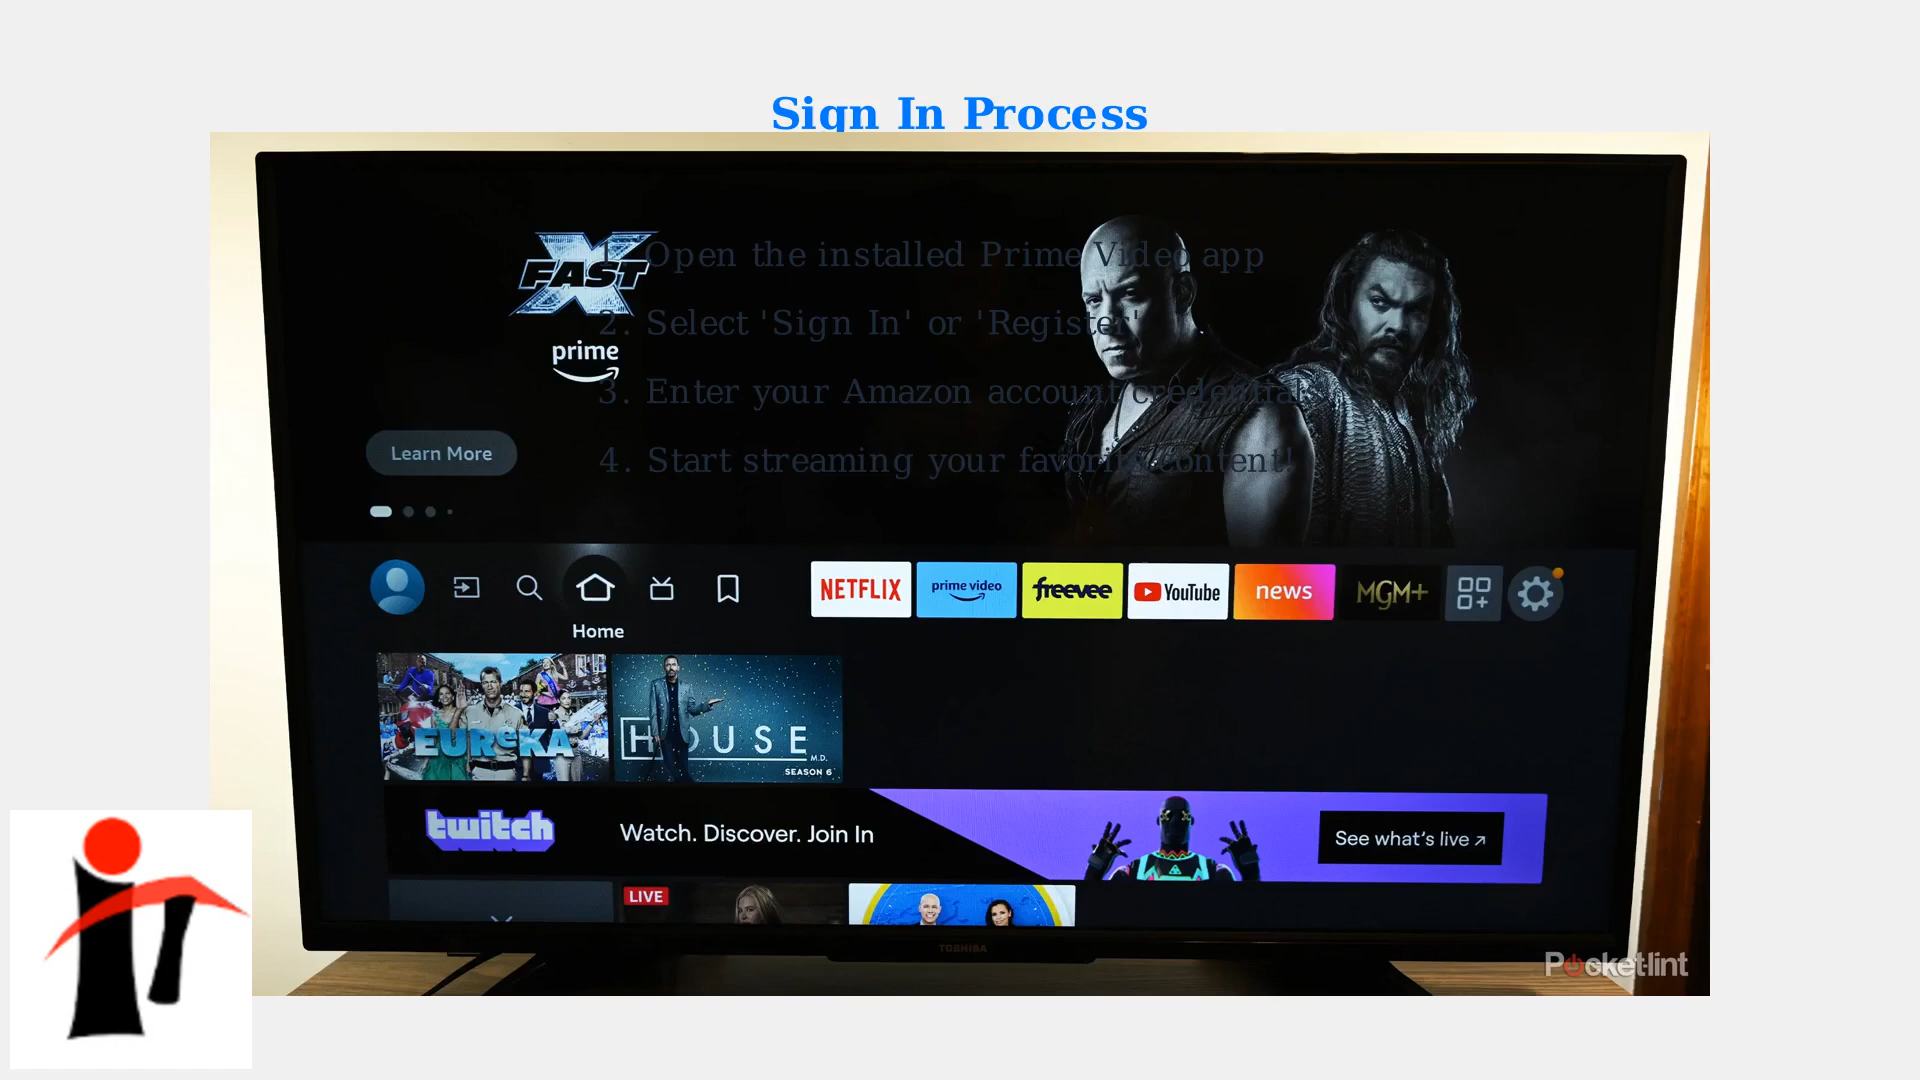 Sign In Process
FAST X
prime
1. Open the installed Prime Video app
2. Select 'Sign In' or 'Register'
3. Enter your Amazon account credentials
4. Start streaming your favorite content!
Learn More
NETFLIX
prime video
freevee
YouTube
news
MGM+
Home
EUReKA
HOUSE
M.D.
SEASON 6
twitch
Watch. Discover. Join In
See what's live
LIVE
TOSHIBA
Pocketlint